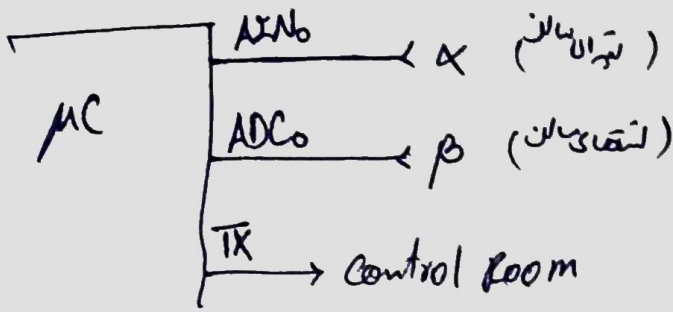 AIN0 α
μC
ADC0 β
TX → Control Room